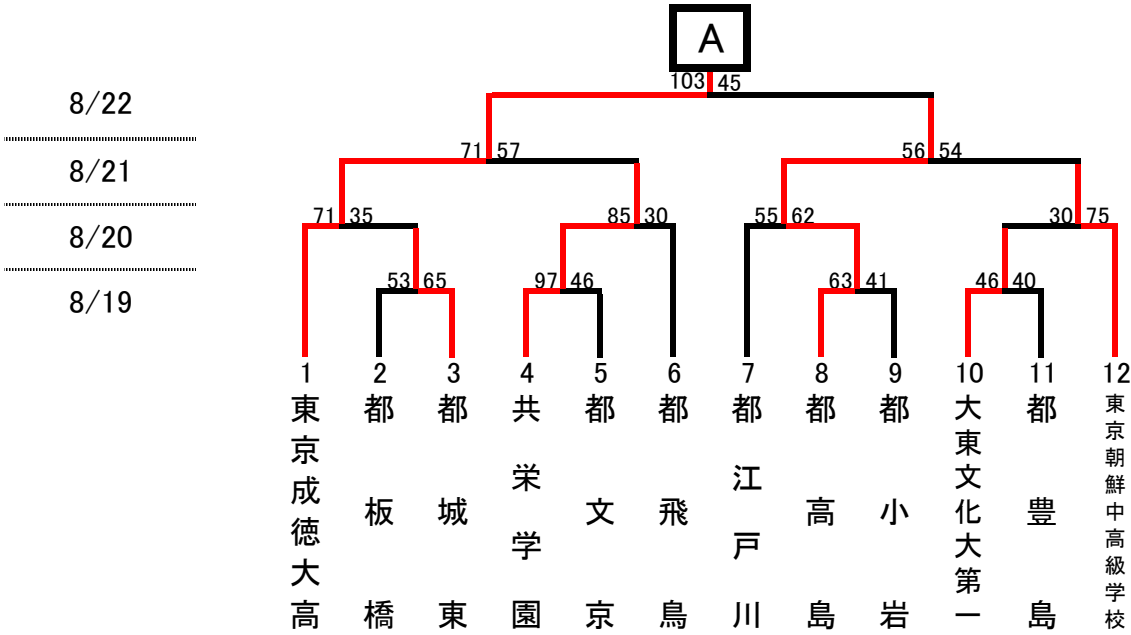 A
103 45
8/22
71 57
56 54
8/21
71 35
85 30
55 62
30 75
8/20
53 65
97 46
63 41
46 40
8/19
1 2 3 4 5 6 7 8 9 10 11 12
東京成徳大高
都板橋
都城東
共栄学園
都文京
都飛鳥
都江戸川
都高島
都小岩
大東文化大第一
都豊島
東京朝鮮中高級学校